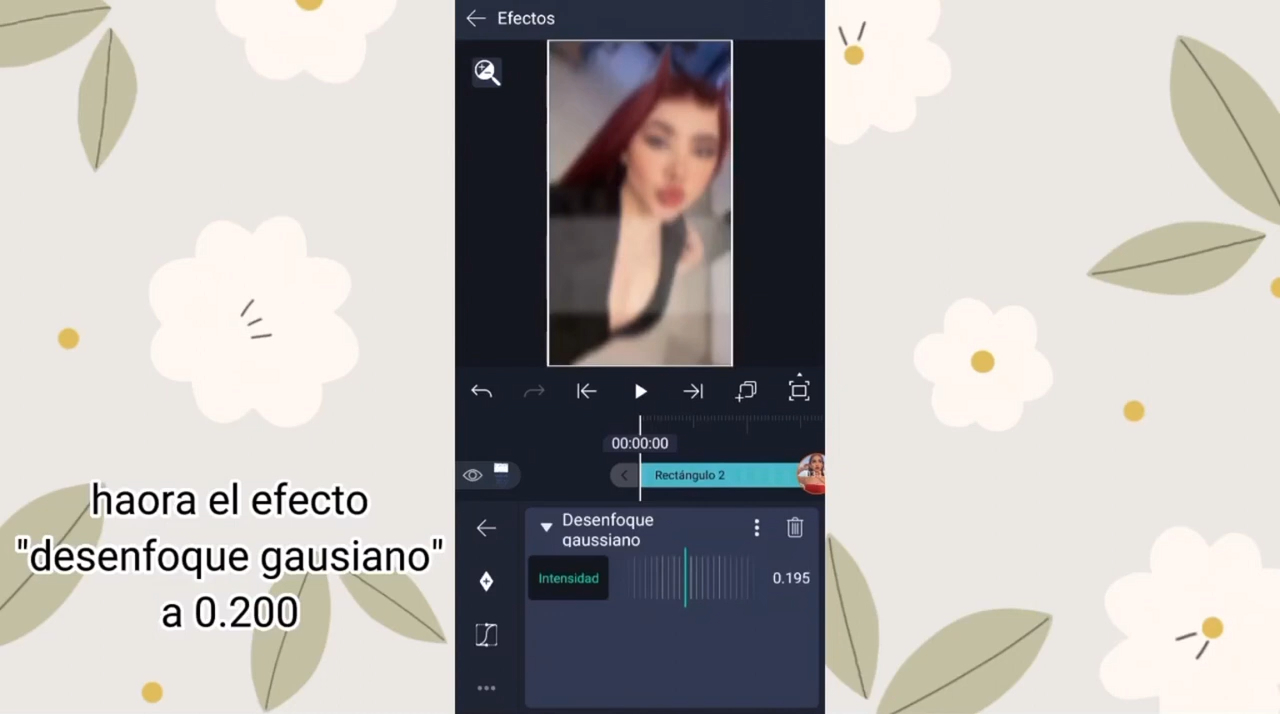 Efectos
00:00:00
Rectángulo 2
Desenfoque
gaussiano
Intensidad
0.195
haora el efecto
"desenfoque gausiano"
a 0.200